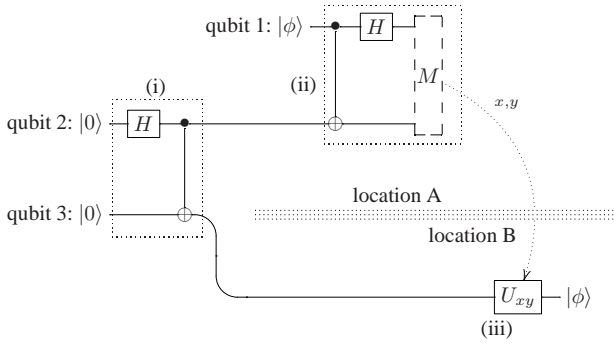 qubit 1: |ϕ⟩ H
(i) (ii) M
x,y
qubit 2: |0⟩ H
location A
qubit 3: |0⟩
location B
U_xy |ϕ⟩
(iii)